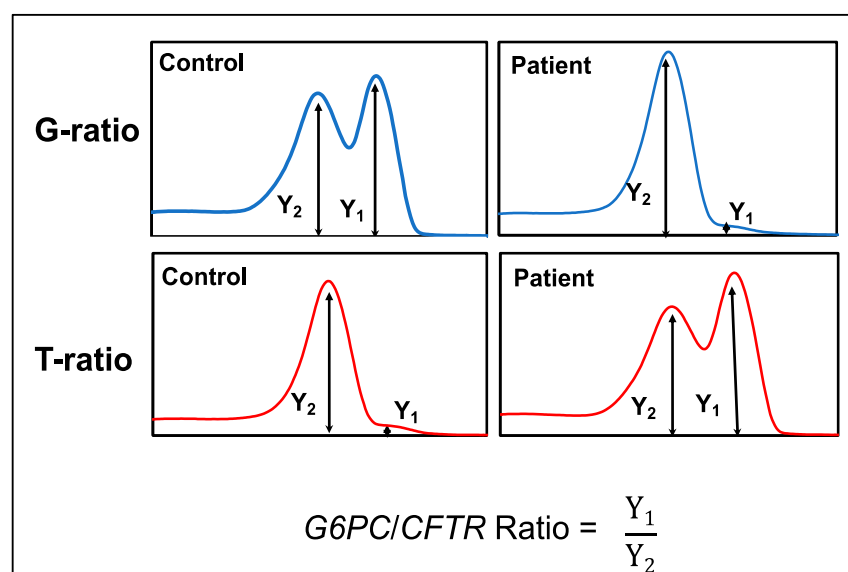 Control
Patient
G-ratio
Y₂
Y₁
Y₂
Y₁
Control
Patient
T-ratio
Y₂
Y₁
Y₂
Y₁
G6PC/CFTR Ratio = Y₁
Y₂